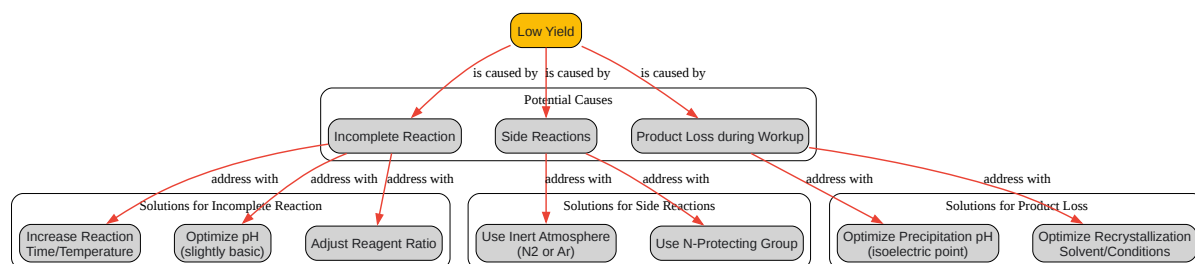 Low Yield
is caused by
is caused by
is caused by
Potential Causes
Incomplete Reaction
Side Reactions
Product Loss during Workup
address with
address with
address with
address with
address with
address with
address with
Solutions for Incomplete Reaction
Solutions for Side Reactions
Solutions for Product Loss
Increase Reaction
Time/Temperature
Optimize pH
(slightly basic)
Adjust Reagent Ratio
Use Inert Atmosphere
(N2 or Ar)
Use N-Protecting Group
Optimize Precipitation pH
(isoelectric point)
Optimize Recrystallization
Solvent/Conditions